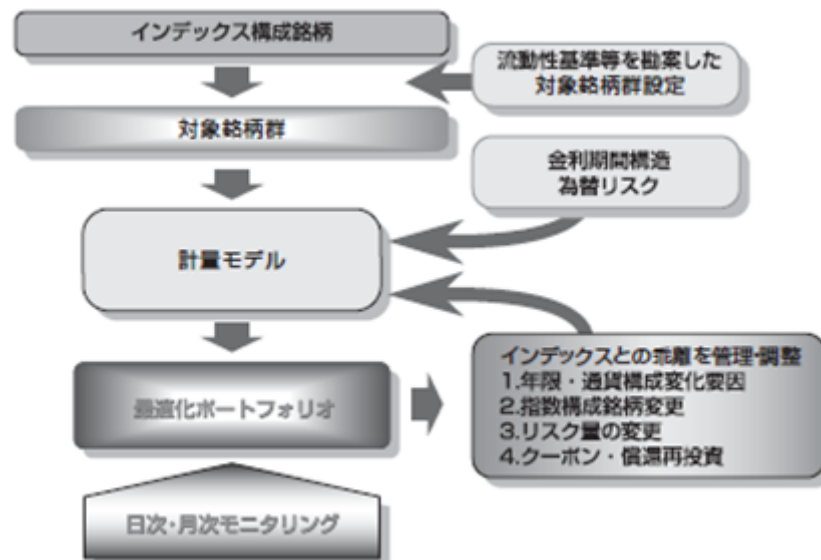 インデックス構成銘柄
流動性基準等を勘案した
対象銘柄群設定
対象銘柄群
金利期間構造
為替リスク
計量モデル
インデックスとの乖離を管理・調整
1.年限・通貨構成変化要因
2.指数構成銘柄変更
3.リスク量の変更
4.クーポン・償還再投資
最適化ポートフォリオ
日次・月次モニタリング